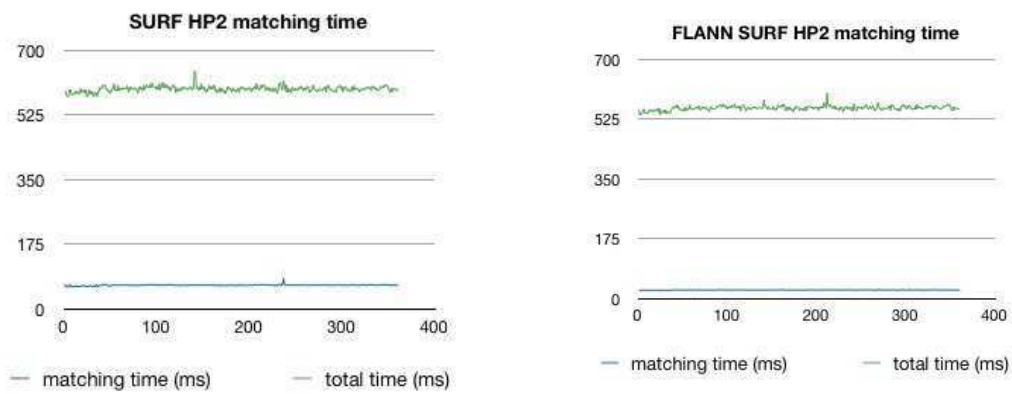 SURF HP2 matching time
700
525
350
175
0
0 100 200 300 400
matching time (ms) total time (ms)
FLANN SURF HP2 matching time
700
525
350
175
0
0 100 200 300 400
matching time (ms) total time (ms)